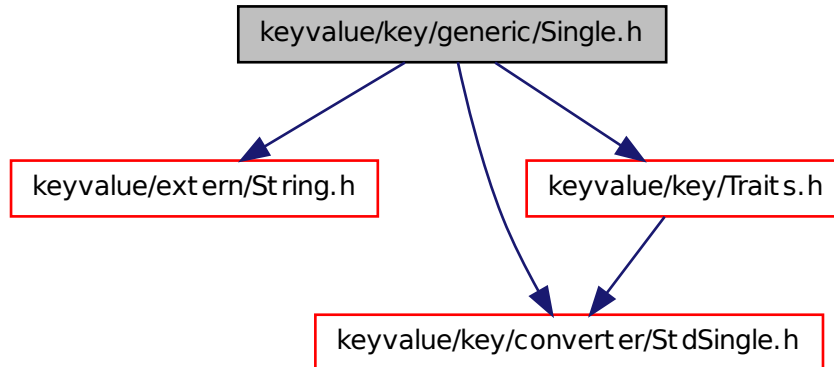 keyvalue/key/generic/Single.h
keyvalue/extern/String.h
keyvalue/key/Traits.h
keyvalue/key/converter/StdSingle.h